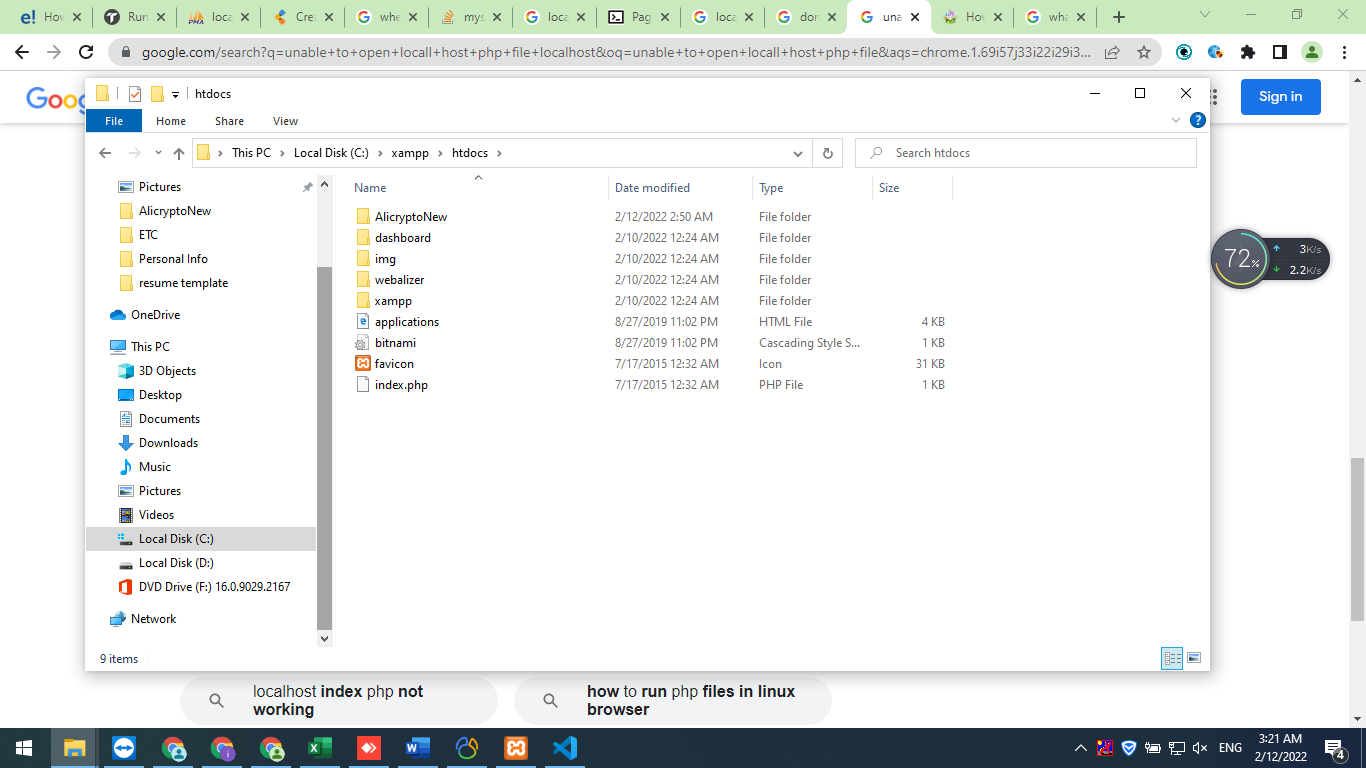 How
Run
loca
Crea
whe
mys
loca
Pag
loca
don
una
How
wha
google.com/search?q=unable+to+open+locall+host+php+file+localhost&oq=unable+to+open+locall+host+php+file&aqs=chrome.1.69i57j33i22i29i3...
Goog
Sign in
htdocs
File Home Share View
This PC > Local Disk (C:) > xampp > htdocs >
Search htdocs
Pictures
AlicryptoNew
ETC
Personal Info
resume template
OneDrive
This PC
3D Objects
Desktop
Documents
Downloads
Music
Pictures
Videos
Local Disk (C:)
Local Disk (D:)
DVD Drive (F:) 16.0.9029.2167
Network
Name Date modified Type Size
AlicryptoNew 2/12/2022 2:50 AM File folder
dashboard 2/10/2022 12:24 AM File folder
img 2/10/2022 12:24 AM File folder
webalizer 2/10/2022 12:24 AM File folder
xampp 2/10/2022 12:24 AM File folder
applications 8/27/2019 11:02 PM HTML File 4 KB
bitnami 8/27/2019 11:02 PM Cascading Style S... 1 KB
favicon 7/17/2015 12:32 AM Icon 31 KB
index.php 7/17/2015 12:32 AM PHP File 1 KB
72%
3K/s
2.2K/s
9 items
localhost index php not
working
how to run php files in linux
browser
ENG
3:21 AM
2/12/2022
4